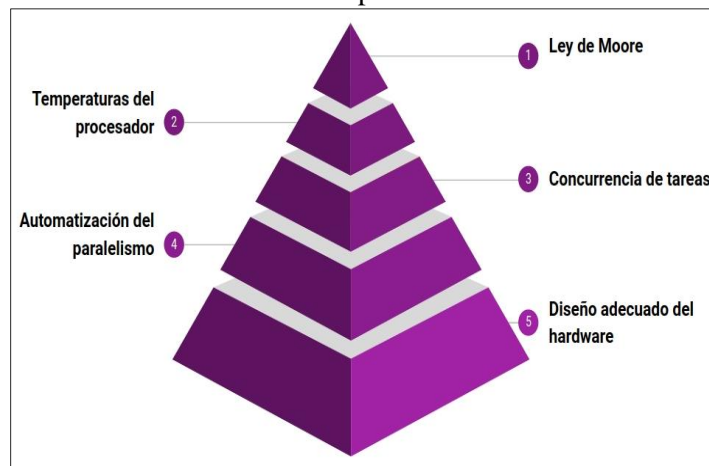 1
Ley de Moore
Temperaturas del
procesador
2
3
Concurrencia de tareas
Automatización del
paralelismo
4
5
Diseño adecuado del
hardware